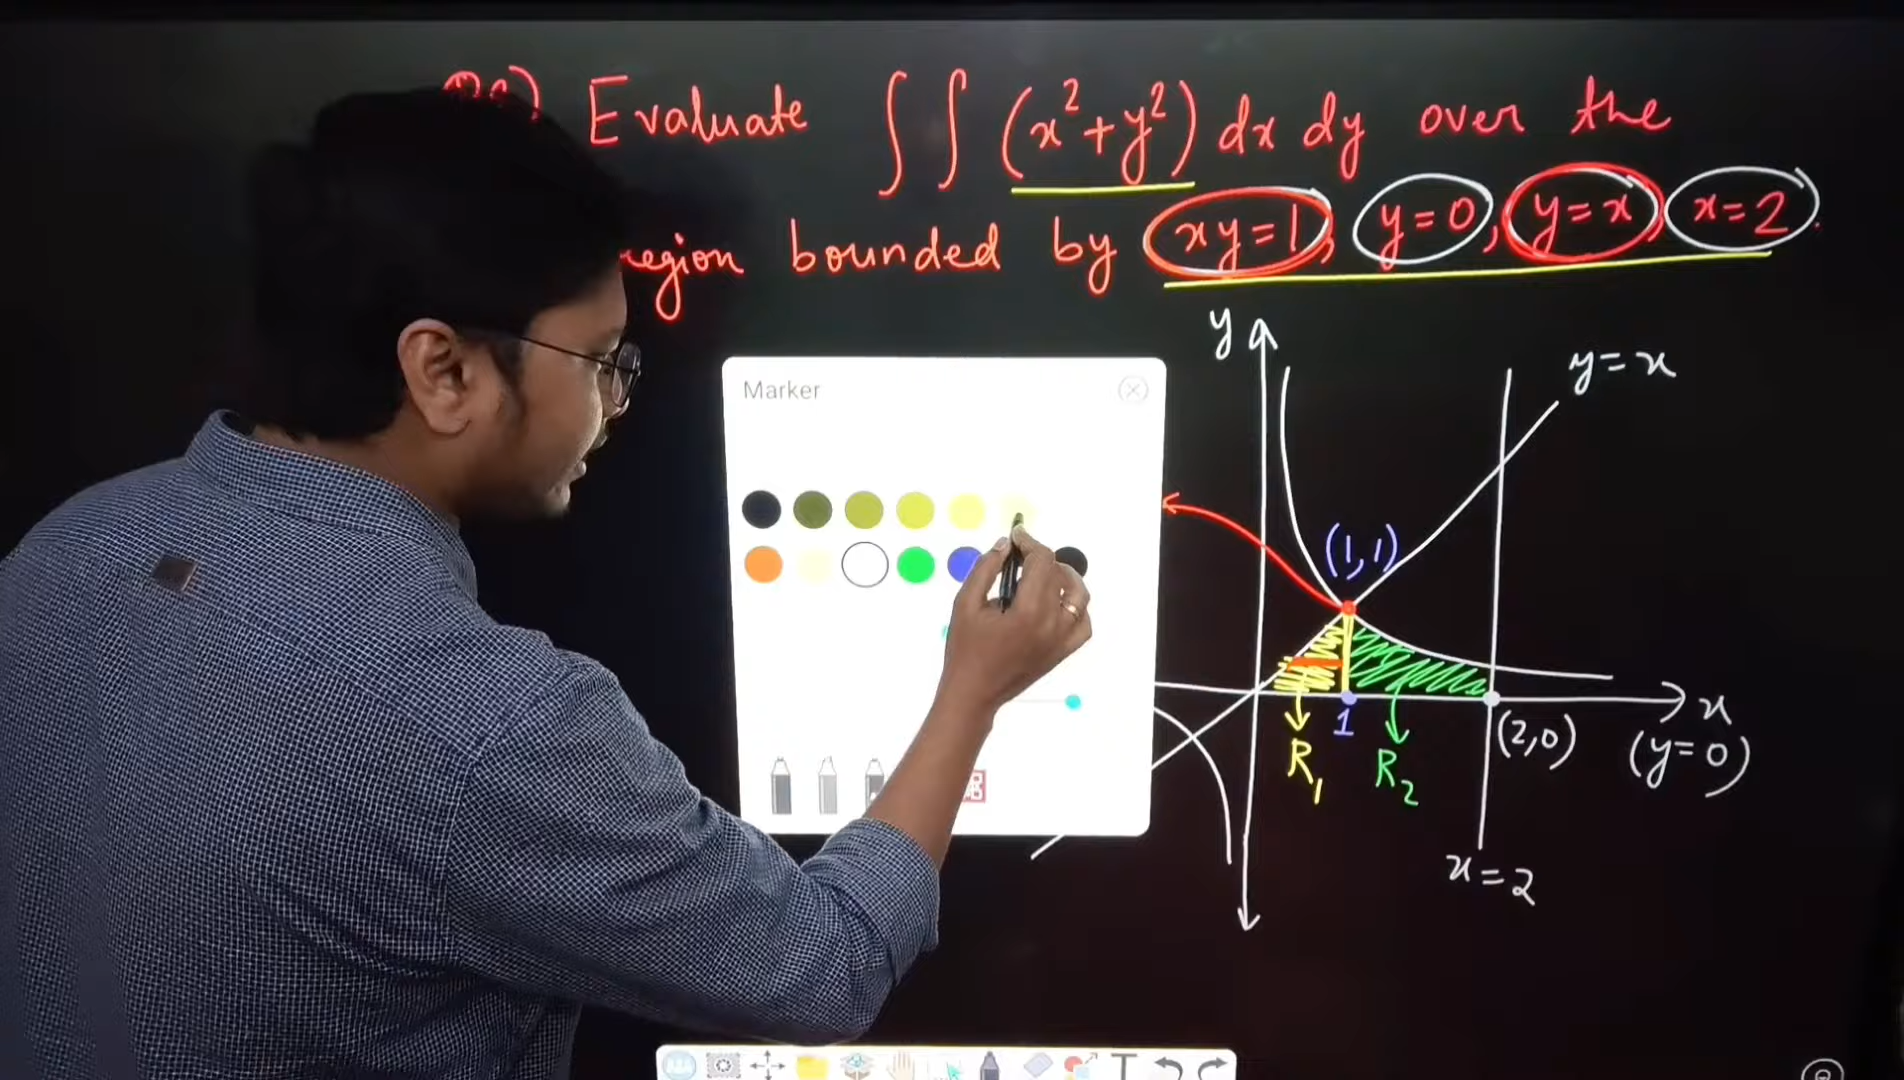 Evaluate ∫∫ (x²+y²) dx dy over the
region bounded by xy=1, y=0, y=x, x=2.
y
y=x
Marker
(1,1)
1
x
R₁
R₂
(2,0)
(y=0)
x=2
T